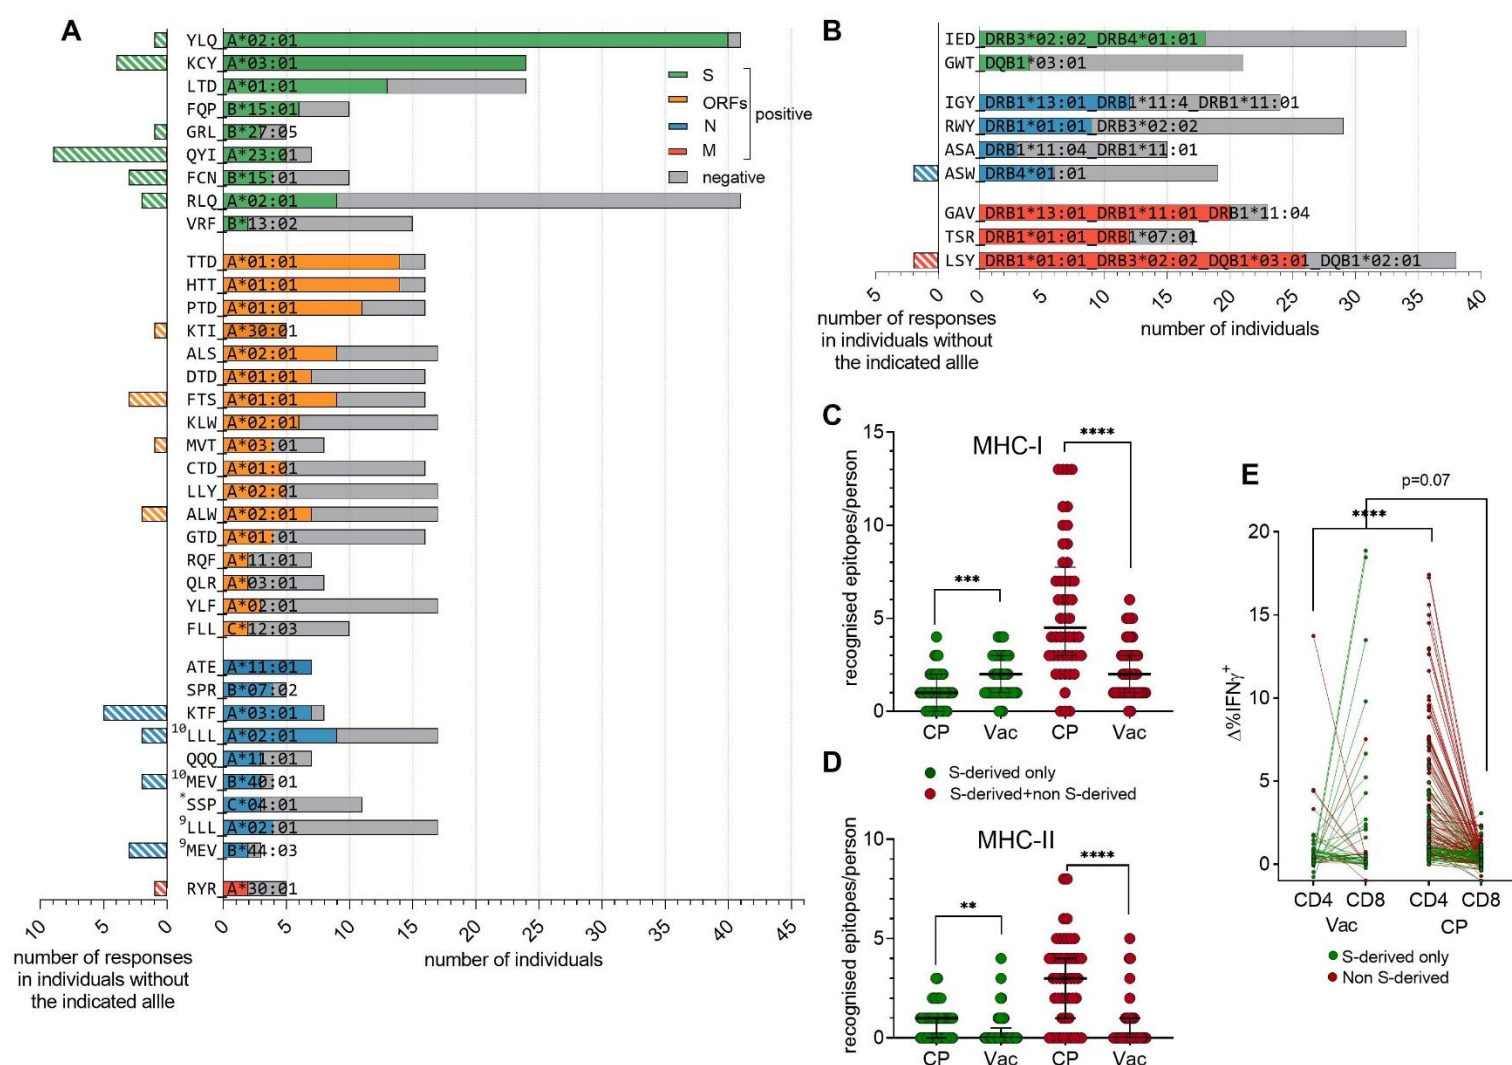 A
YLQ A*02:01
KCY A*03:01
LTD A*01:01
FQP B*15:01
GRL B*27:05
QYI A*23:01
FCN B*15:01
RLQ A*02:01
VRF B*13:02
TTD A*01:01
HTT A*01:01
PTD A*01:01
KTI A*30:01
ALS A*02:01
DTD A*01:01
FTS A*01:01
KLW A*02:01
MVT A*03:01
CTD A*01:01
LLY A*02:01
ALW A*02:01
GTD A*01:01
RQF A*11:01
QLR A*03:01
YLF A*02:01
FLL C*12:03
ATE A*11:01
SPR B*07:02
KTF A*03:01
10LLL A*02:01
QQQ A*11:01
10MEV B*40:01
*SSP C*04:01
9LLL A*02:01
9MEV B*44:03
RYR A*30:01
S
ORFs
N
M
positive
negative
10 5 0
0 5 10 15 20 25 30 35 40 45
number of responses
in individuals without
the indicated allle
number of individuals
B
IED DRB3*02:02_DRB4*01:01
GWT DQB1*03:01
IGY DRB1*13:01_DRB1*11:4_DRB1*11:01
RWY DRB1*01:01_DRB3*02:02
ASA DRB1*11:04_DRB1*11:01
ASW DRB4*01:01
GAV DRB1*13:01_DRB1*11:01_DRB1*11:04
TSR DRB1*01:01_DRB1*07:01
LSY DRB1*01:01_DRB3*02:02_DQB1*03:01_DQB1*02:01
5 0
0 5 10 15 20 25 30 35 40
number of responses
in individuals without
the indicated allle
number of individuals
C
MHC-I
recognised epitopes/person
15
10
5
0
***
****
CP Vac CP Vac
S-derived only
S-derived+non S-derived
D
MHC-II
recognised epitopes/person
10
5
0
**
****
CP Vac CP Vac
E
p=0.07
****
Δ%IFNγ+
20
15
10
5
0
CD4 CD8 CD4 CD8
Vac CP
S-derived only
Non S-derived